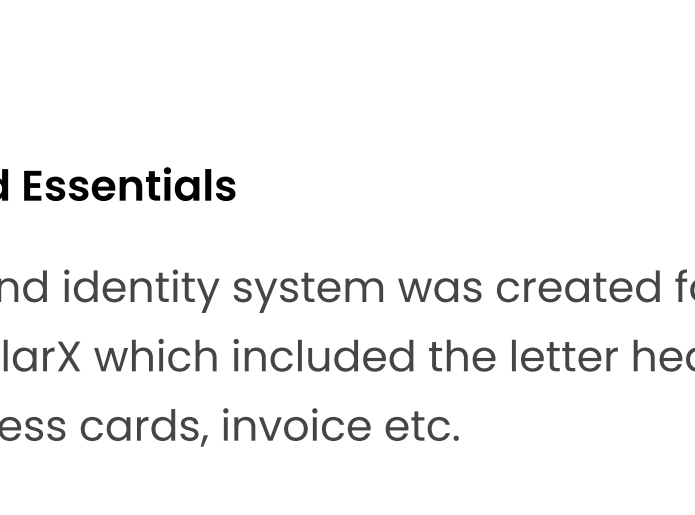 d Essentials
nd identity system was created fo
larX which included the letter hea
ess cards, invoice etc.